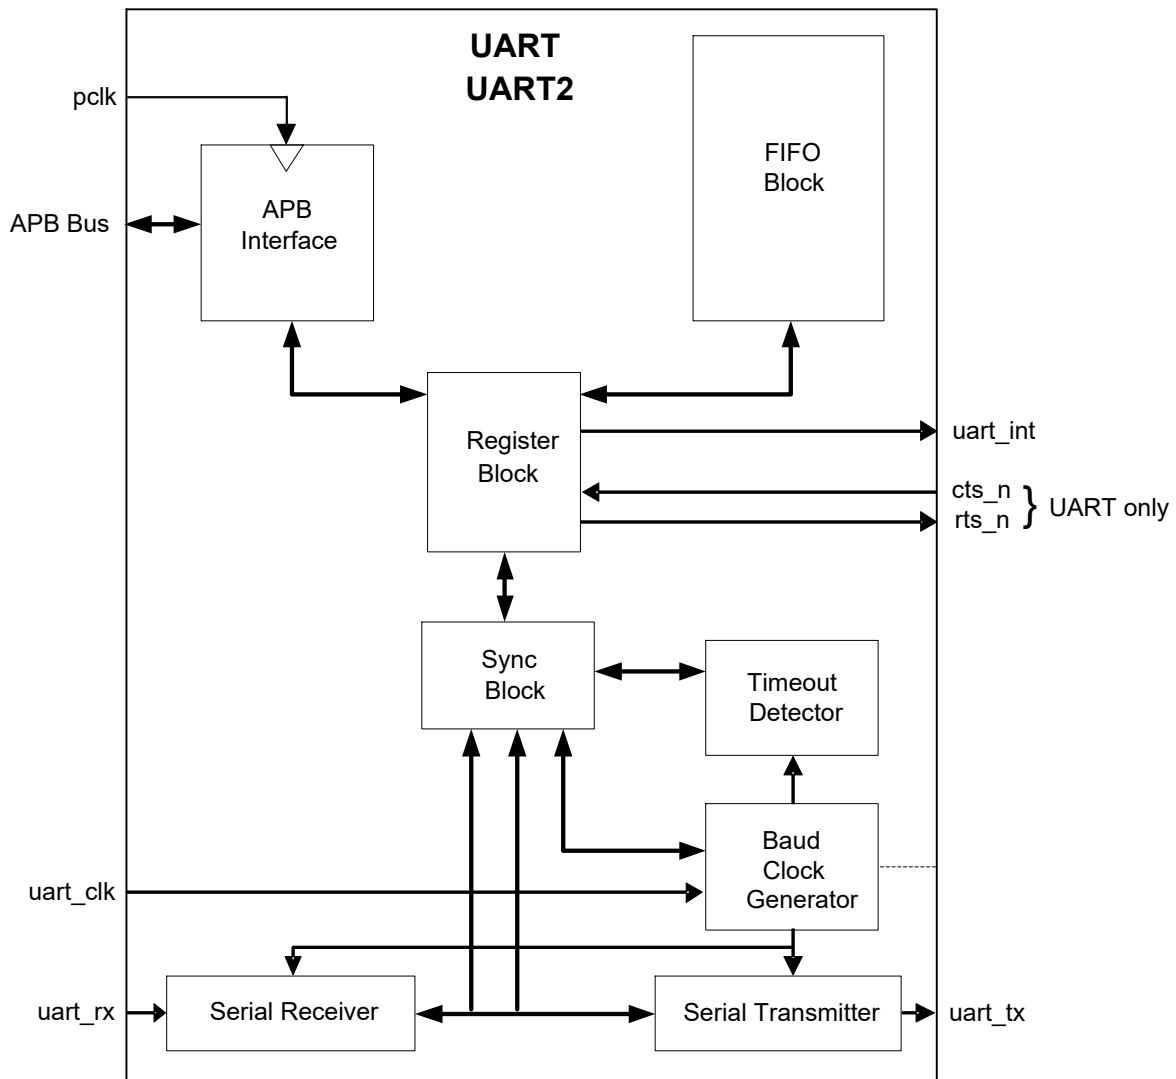 UART
UART2
pclk
FIFO
Block
APB Bus
APB
Interface
Register
Block
uart_int
cts_n
rts_n
} UART only
Sync
Block
Timeout
Detector
Baud
Clock
Generator
uart_clk
uart_rx
Serial Receiver
Serial Transmitter
uart_tx